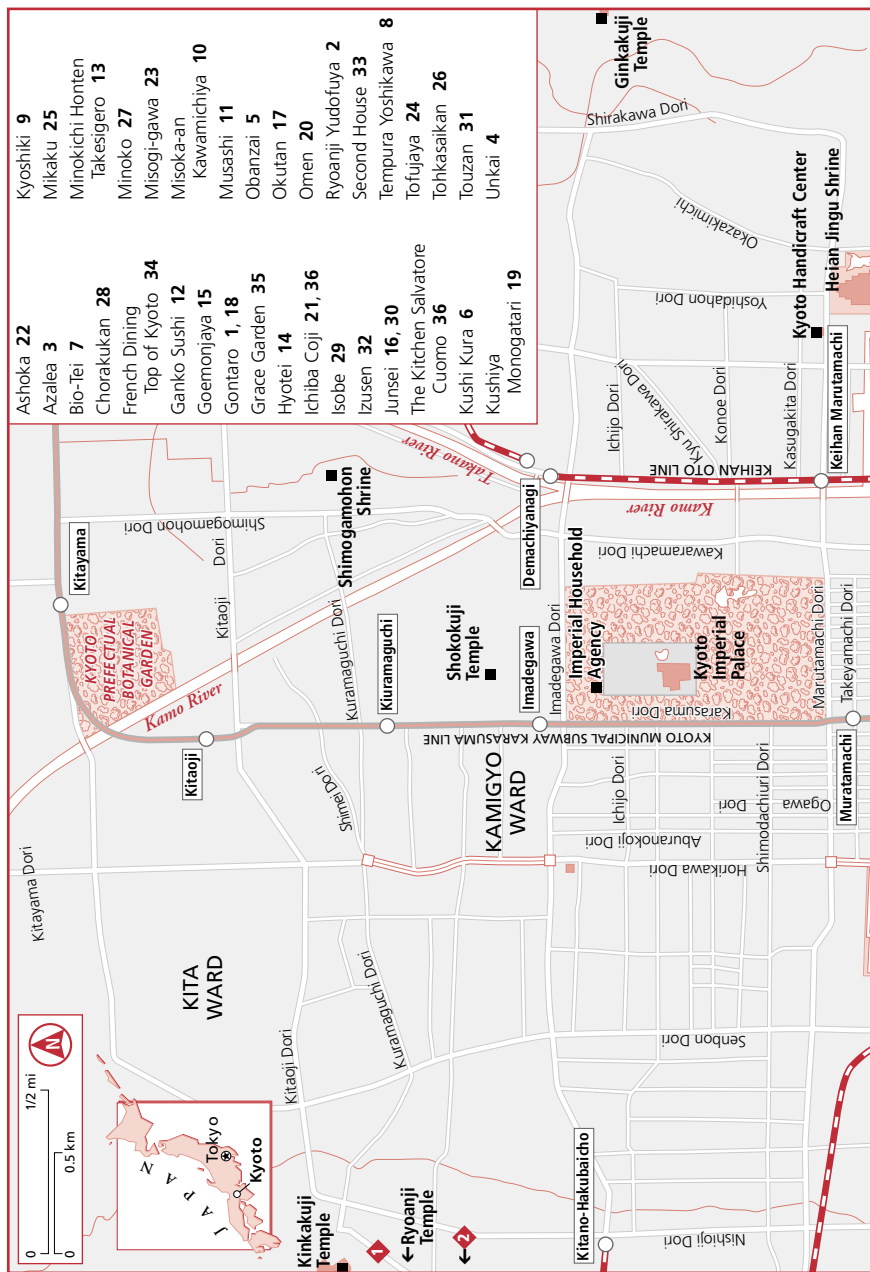 0
1/2 mi
0
0.5 km
N
JAPAN
Tokyo
Kyoto
Ashoka 22
Azalea 3
Bio-Tei 7
Chorakukan 28
French Dining
Top of Kyoto 34
Ganko Sushi 12
Goemonjaya 15
Gontaro 1, 18
Grace Garden 35
Hyotei 14
Ichiba Coji 21, 36
Isobe 29
Izusen 32
Junsei 16, 30
The Kitchen Salvatore
Cuomo 36
Kushi Kura 6
Kushiya
Monogatari 19
Kyoshiki 9
Mikaku 25
Minokichi Honten
Takesigero 13
Minoko 27
Misogi-gawa 23
Misoka-an
Kawamichiya 10
Musashi 11
Obanzai 5
Okutan 17
Omen 20
Ryoanji Yudofuya 2
Second House 33
Tempura Yoshikawa 8
Tofujaya 24
Tohkasaikan 26
Touzan 31
Unkai 4
Kitayama Dori
KITA
WARD
Kitayama
KYOTO
PREFECTUAL
BOTANICAL
GARDEN
Kamo River
Kitaoji
Kitaoji
Dori
Shimogamohon Dori
Shimogamohon
Shrine
Takano River
Kinkakuji
Temple
1
←Ryoanji
Temple
←
2
Kitaoji Dori
Kuramaguchi Dori
Shimei Dori
Kuramaguchi Dori
Kiuramaguchi
Shokokuji
Temple
KAMIGYO
WARD
Imadegawa
Imadegawa Dori
Demachiyanagi
Imperial Household
Agency
Kyoto
Imperial
Palace
Karasuma Dori
KYOTO MUNICIPAL SUBWAY KARASUMA LINE
Kitano-Hakubaicho
Nishioji Dori
Senbon Dori
Horikawa Dori
Aburanokoji Dori
Ichijo Dori
Shimodachiuri Dori
Ogawa
Dori
Muratamachi
Marutamachi Dori
Takeyamachi Dori
Kawaramachi Dori
Kamo River
KEIHAN OTO LINE
Keihan Marutamachi
Ichijo Dori
Kyu Shirakawa Dori
Konoe Dori
Kasugakita Dori
Yoshidahon Dori
Okazakimichi
Shirakawa Dori
Ginkakuji
Temple
Kyoto Handicraft Center
Heian Jingu Shrine